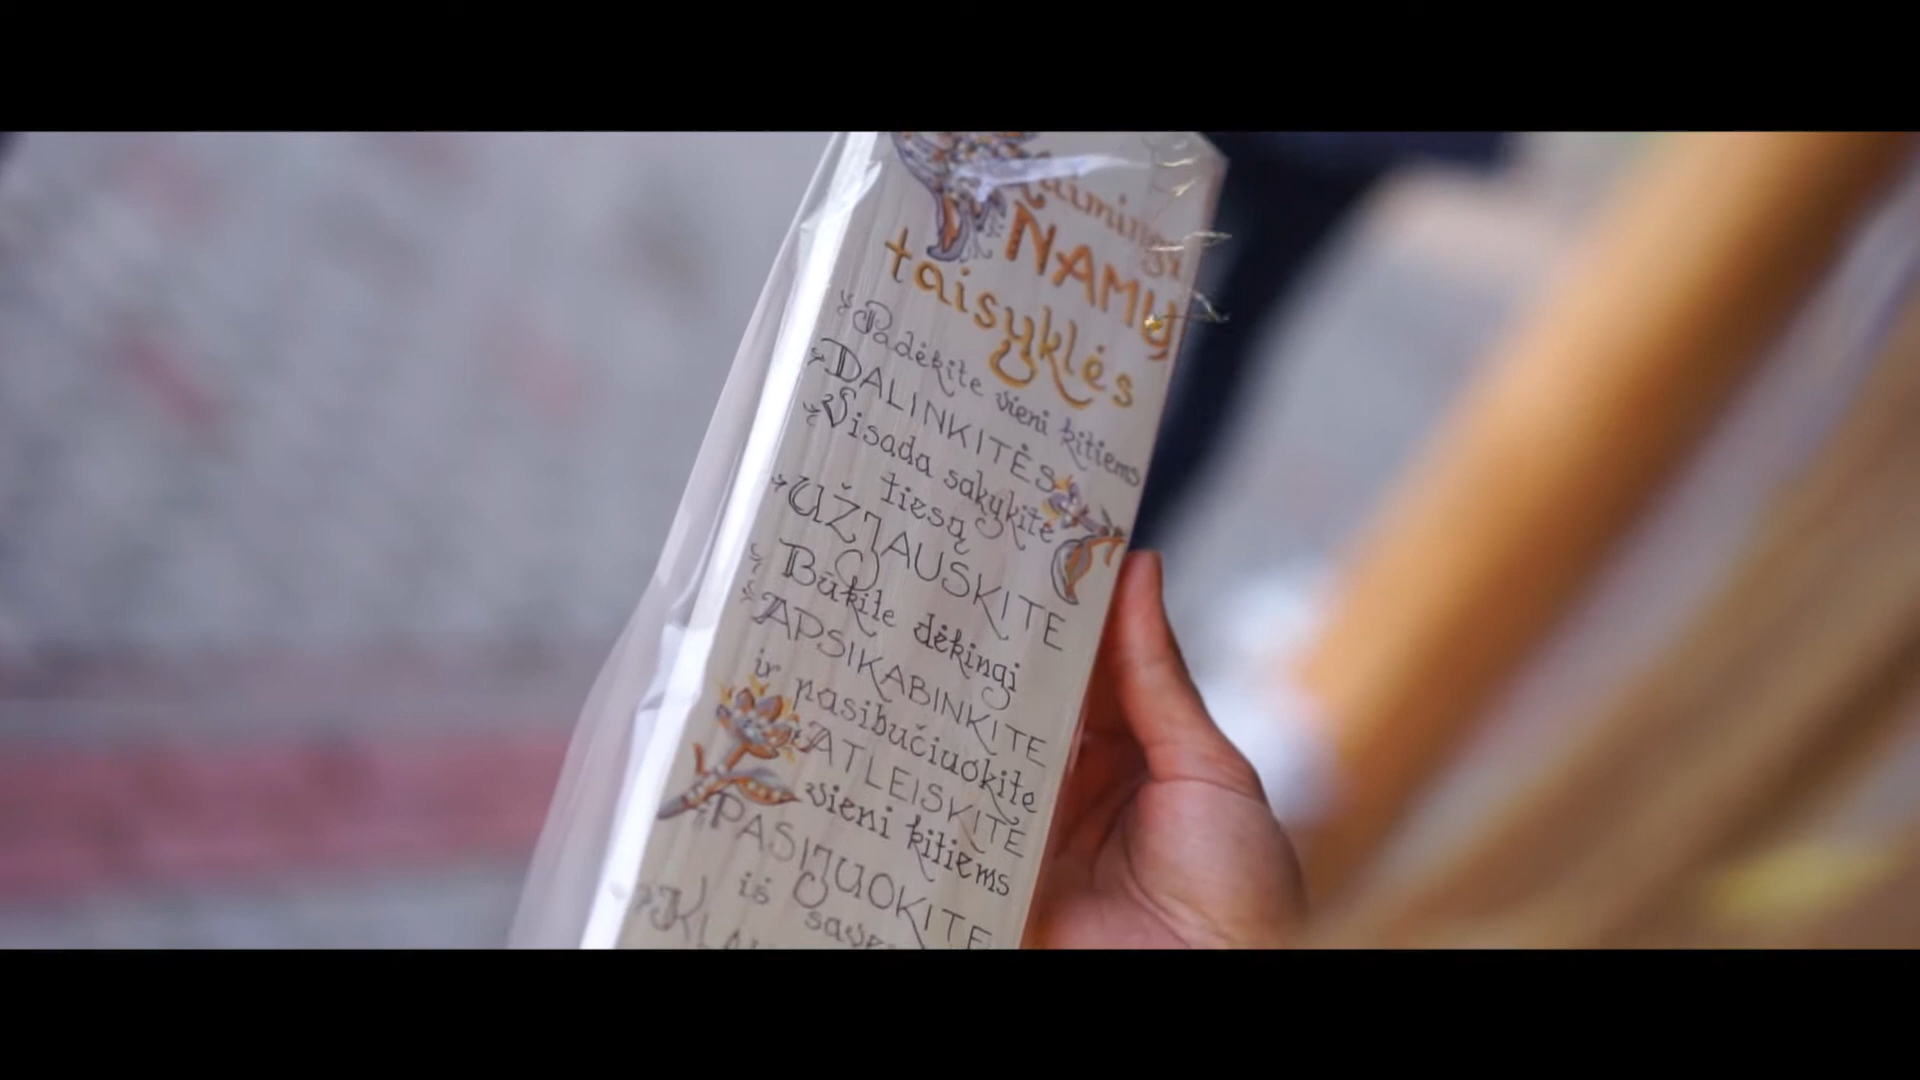 NAMŲ
taisyklės
Padėkite vieni kitiems
DALINKITĖS
Visada sakykite
tiesą
UŽJAUSKITE
Būkite dėkingi
APSIKABINKITE
ir pasibučiuokite
ATLEISKITE
vieni kitiems
PASIJUOKITE
iš